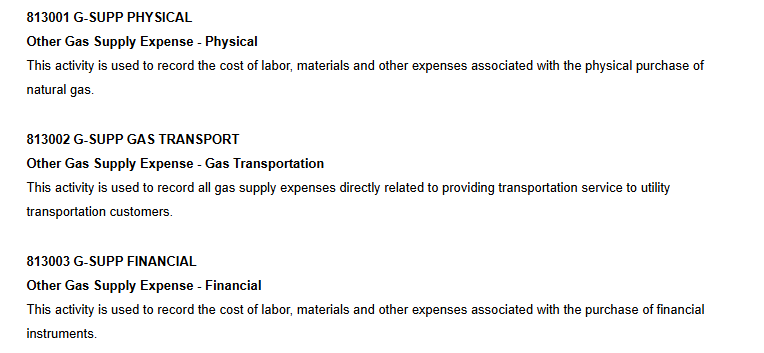 813001 G-SUPP PHYSICAL
Other Gas Supply Expense - Physical
This activity is used to record the cost of labor, materials and other expenses associated with the physical purchase of
natural gas.
813002 G-SUPP GAS TRANSPORT
Other Gas Supply Expense - Gas Transportation
This activity is used to record all gas supply expenses directly related to providing transportation service to utility
transportation customers.
813003 G-SUPP FINANCIAL
Other Gas Supply Expense - Financial
This activity is used to record the cost of labor, materials and other expenses associated with the purchase of financial
instruments.